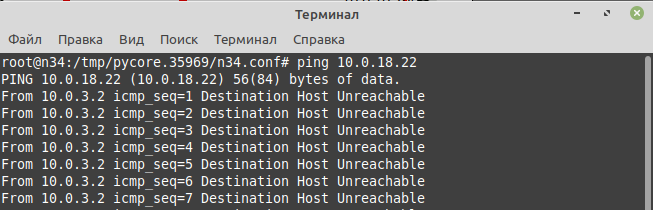 Терминал
Файл Правка Вид Поиск Терминал Справка
root@n34:/tmp/pycore.35969/n34.conf# ping 10.0.18.22
PING 10.0.18.22 (10.0.18.22) 56(84) bytes of data.
From 10.0.3.2 icmp_seq=1 Destination Host Unreachable
From 10.0.3.2 icmp_seq=2 Destination Host Unreachable
From 10.0.3.2 icmp_seq=3 Destination Host Unreachable
From 10.0.3.2 icmp_seq=4 Destination Host Unreachable
From 10.0.3.2 icmp_seq=5 Destination Host Unreachable
From 10.0.3.2 icmp_seq=6 Destination Host Unreachable
From 10.0.3.2 icmp_seq=7 Destination Host Unreachable